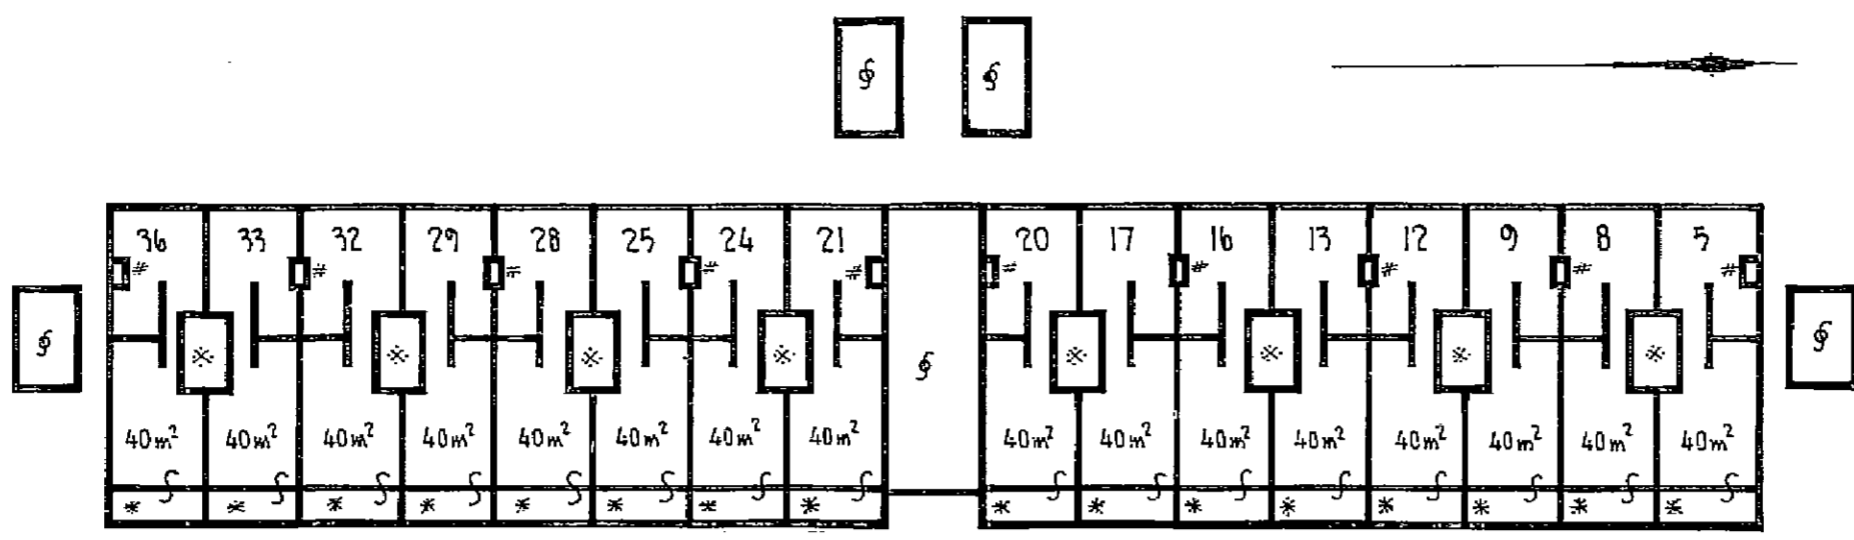 36 33 32 29 28 25 24 21 20 17 16 13 12 9 8 5
# # # # # # # # # # #
※ ※ ※ ※ ※ ※ ※ ※
40m² 40m² 40m² 40m² 40m² 40m² 40m² 40m² 40m² 40m² 40m² 40m² 40m² 40m² 40m² 40m²
* * * * * * * * * * * * * * * *